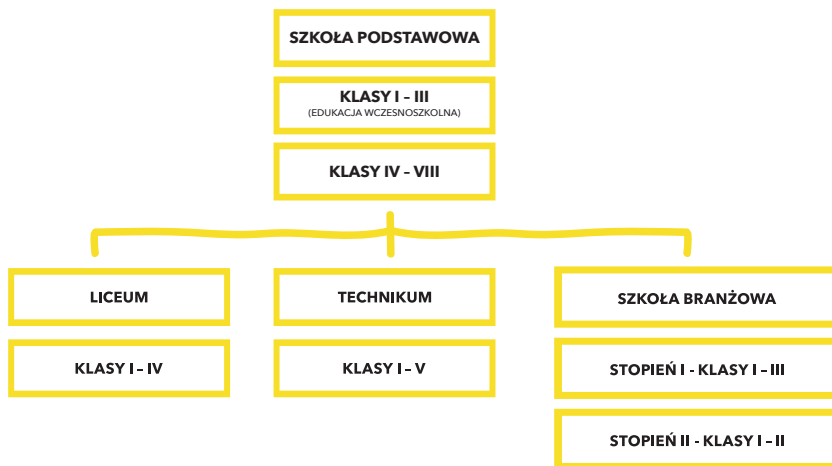 SZKOŁA PODSTAWOWA
KLASY I – III
(EDUKACJA WCZESNOSZKOLNA)
KLASY IV – VIII
LICEUM
KLASY I – IV
TECHNIKUM
KLASY I – V
SZKOŁA BRANŻOWA
STOPIEŃ I - KLASY I – III
STOPIEŃ II - KLASY I – II